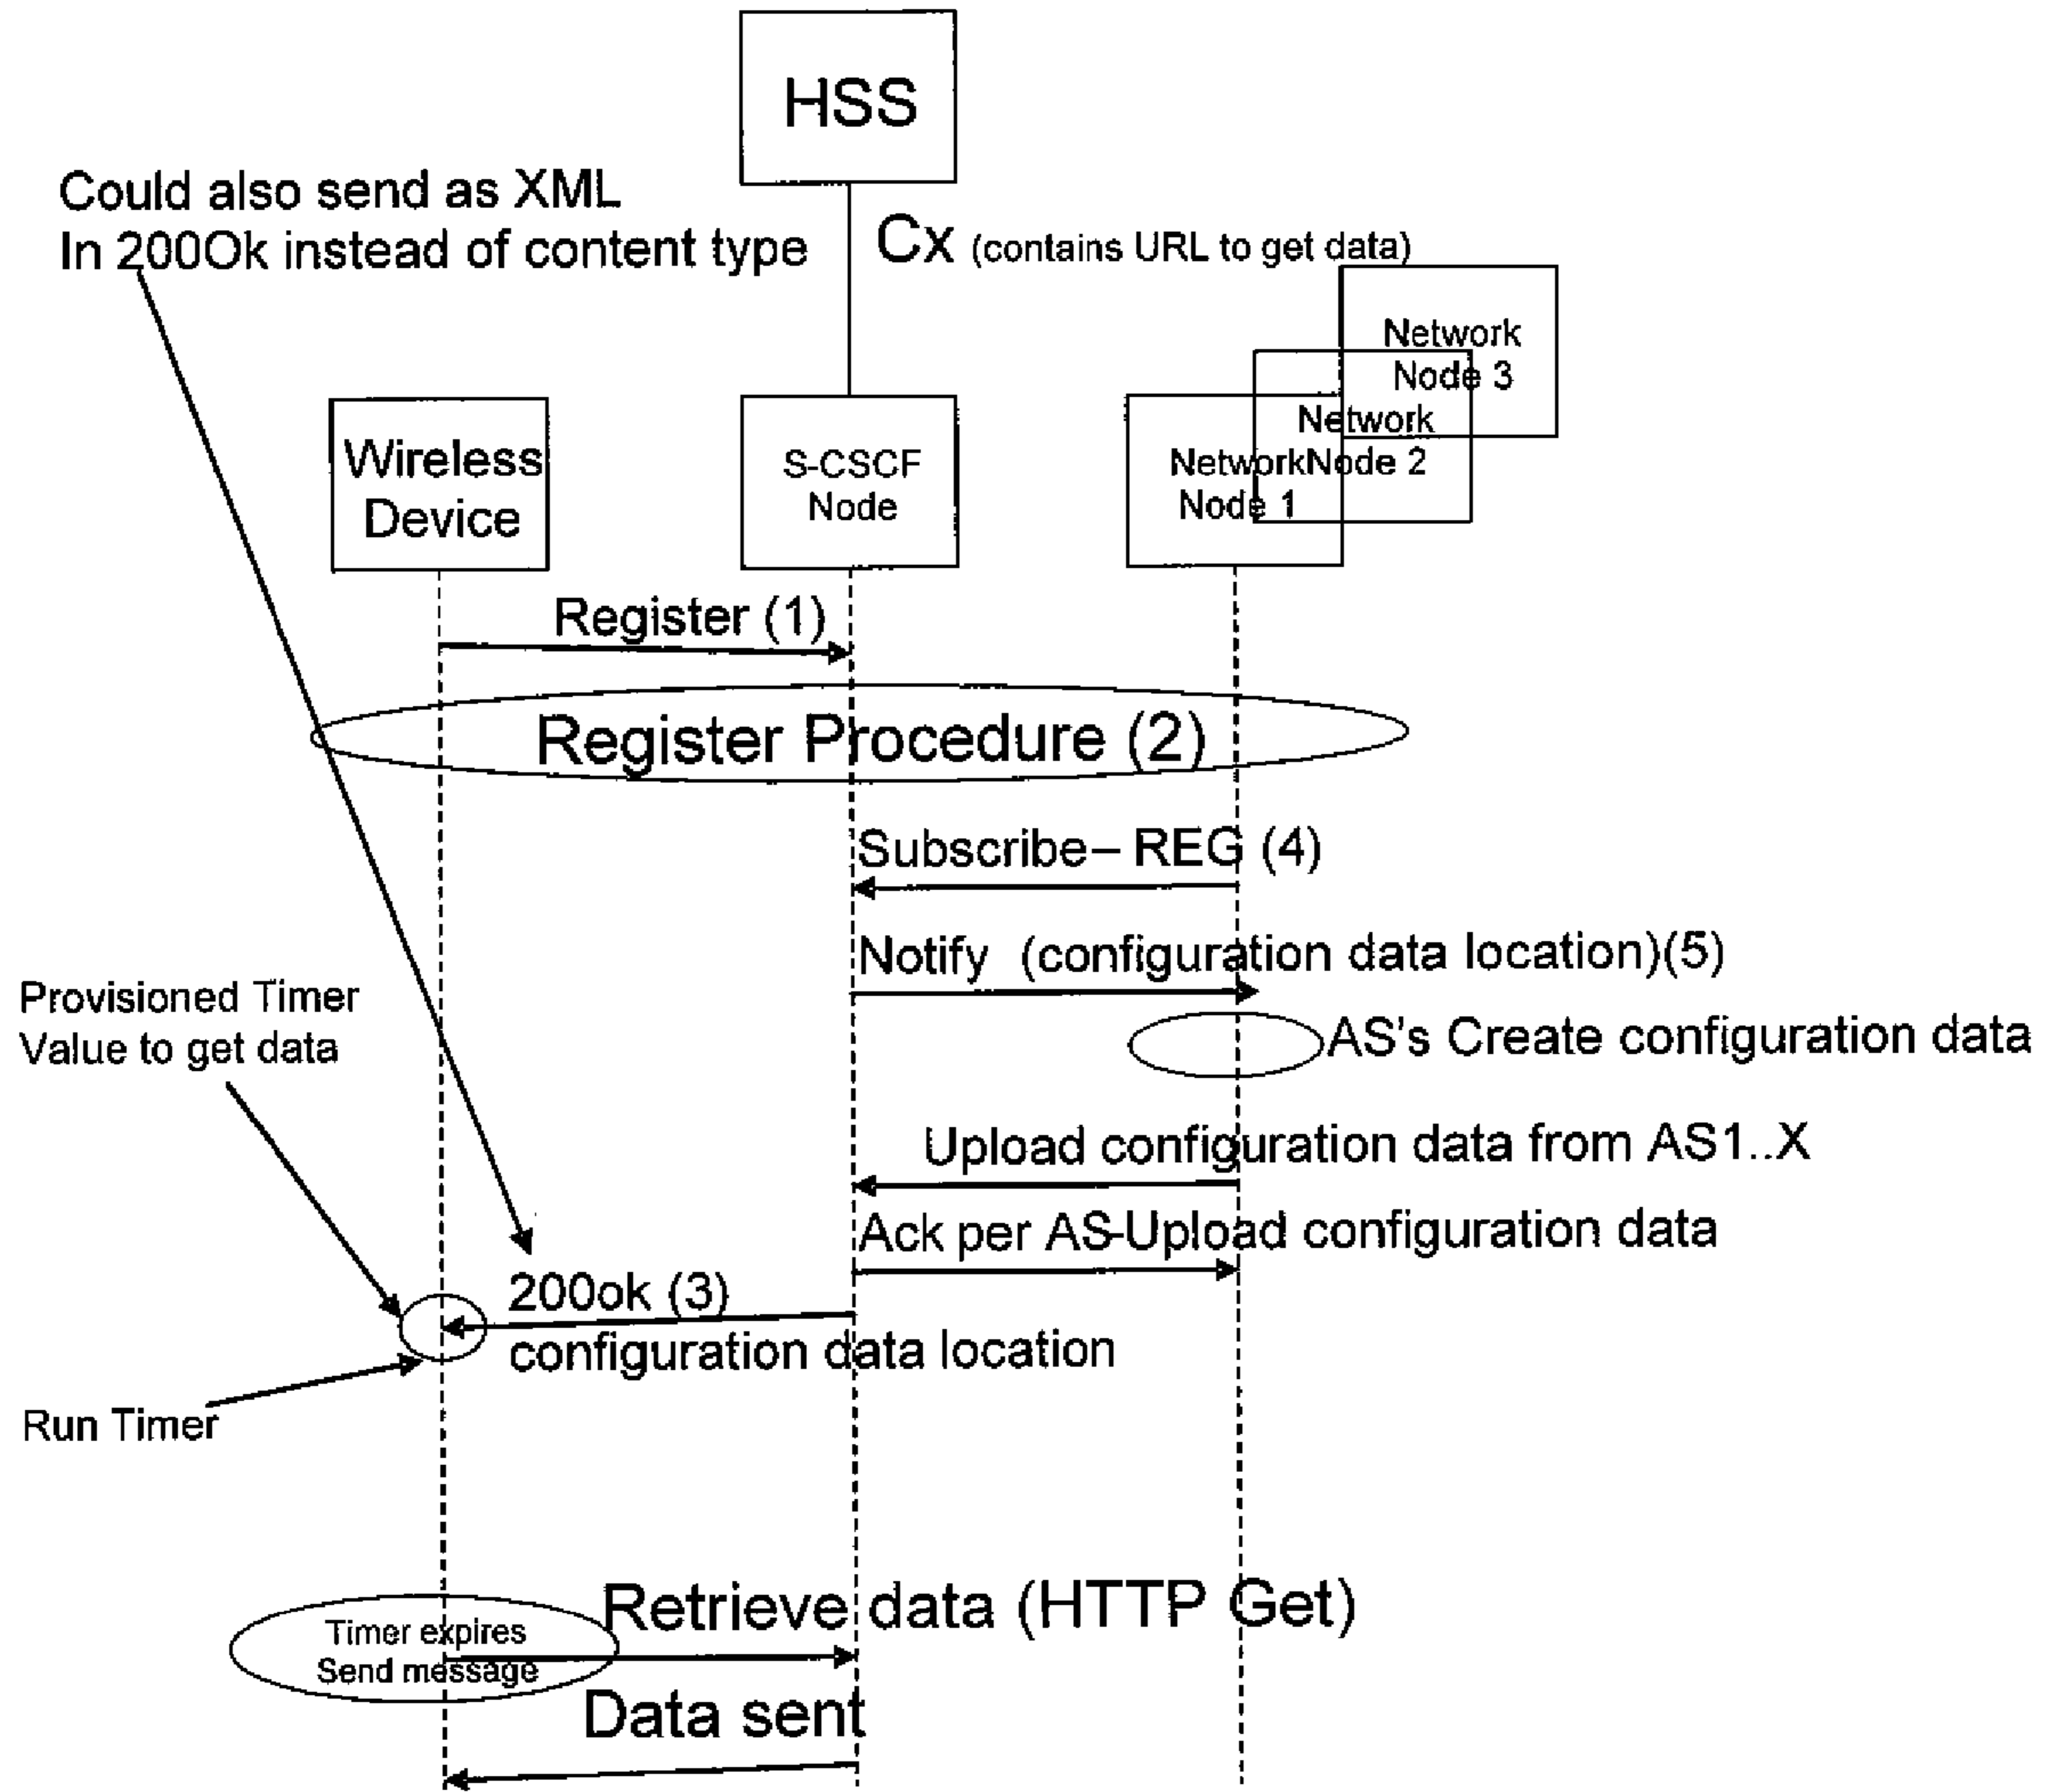 HSS
Could also send as XML
In 200Ok instead of content type
Cx (contains URL to get data)
Network
Node 3
Network
Node 2
Network
Node 1
Wireless
Device
S-CSCF
Node
Register (1)
Register Procedure (2)
Subscribe– REG (4)
Notify (configuration data location)(5)
Provisioned Timer
Value to get data
AS's Create configuration data
Upload configuration data from AS1..X
Ack per AS-Upload configuration data
200ok (3)
configuration data location
Run Timer
Retrieve data (HTTP Get)
Timer expires
Send message
Data sent